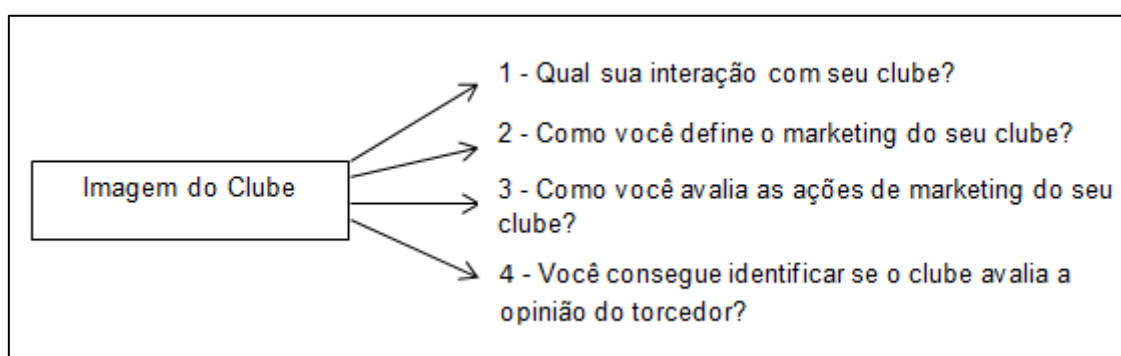 Imagem do Clube
1 - Qual sua interação com seu clube?
2 - Como você define o marketing do seu clube?
3 - Como você avalia as ações de marketing do seu
clube?
4 - Você consegue identificar se o clube avalia a
opinião do torcedor?